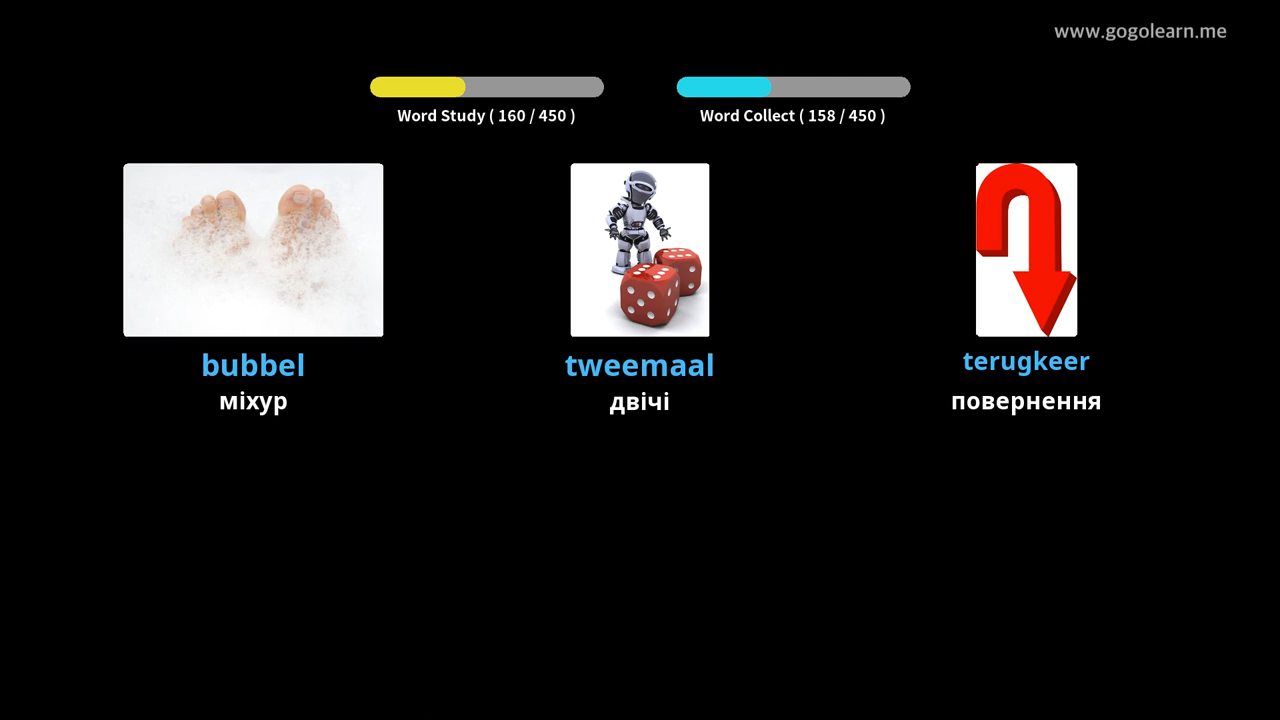 www.gogolearn.me
Word Study ( 160 / 450 )
Word Collect ( 158 / 450 )
bubbel
tweemaal
terugkeer
міхур
двічі
повернення